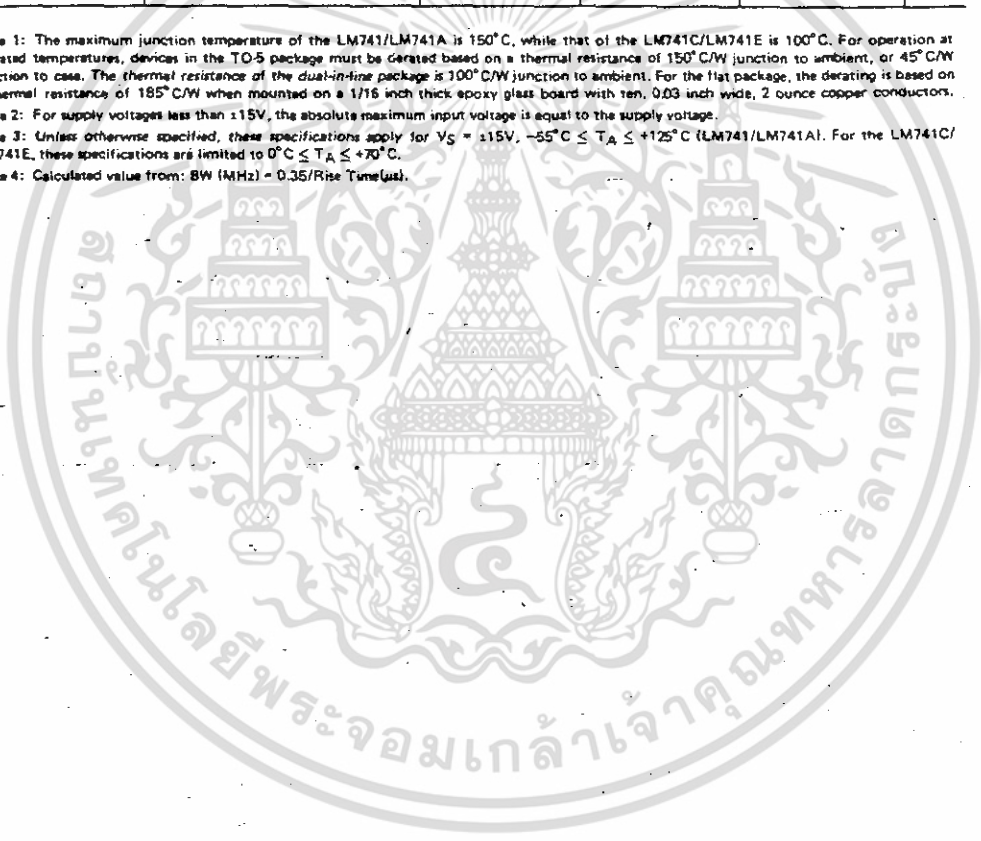 e 1: The maximum junction temperature of the LM741/LM741A is 150°C, while that of the LM741C/LM741E is 100°C. For operation at
ated temperatures, devices in the TO-5 package must be derated based on a thermal resistance of 150°C/W junction to ambient, or 45°C/W
ction to case. The thermal resistance of the dual-in-line package is 100°C/W junction to ambient. For the flat package, the derating is based on
hermal resistance of 185°C/W when mounted on a 1/16 inch thick epoxy glass board with ten, 0.03 inch wide, 2 ounce copper conductors.
e 2: For supply voltages less than ±15V, the absolute maximum input voltage is equal to the supply voltage.
e 3: Unless otherwise specified, these specifications apply for VS = ±15V, −55°C ≤ TA ≤ +125°C (LM741/LM741A). For the LM741C/
741E, these specifications are limited to 0°C ≤ TA ≤ +70°C.
e 4: Calculated value from: BW (MHz) = 0.35/Rise Time(μs).
สถาบันเทคโนโลยีพระจอมเกล้าเจ้าคุณทหารลาดกระบัง